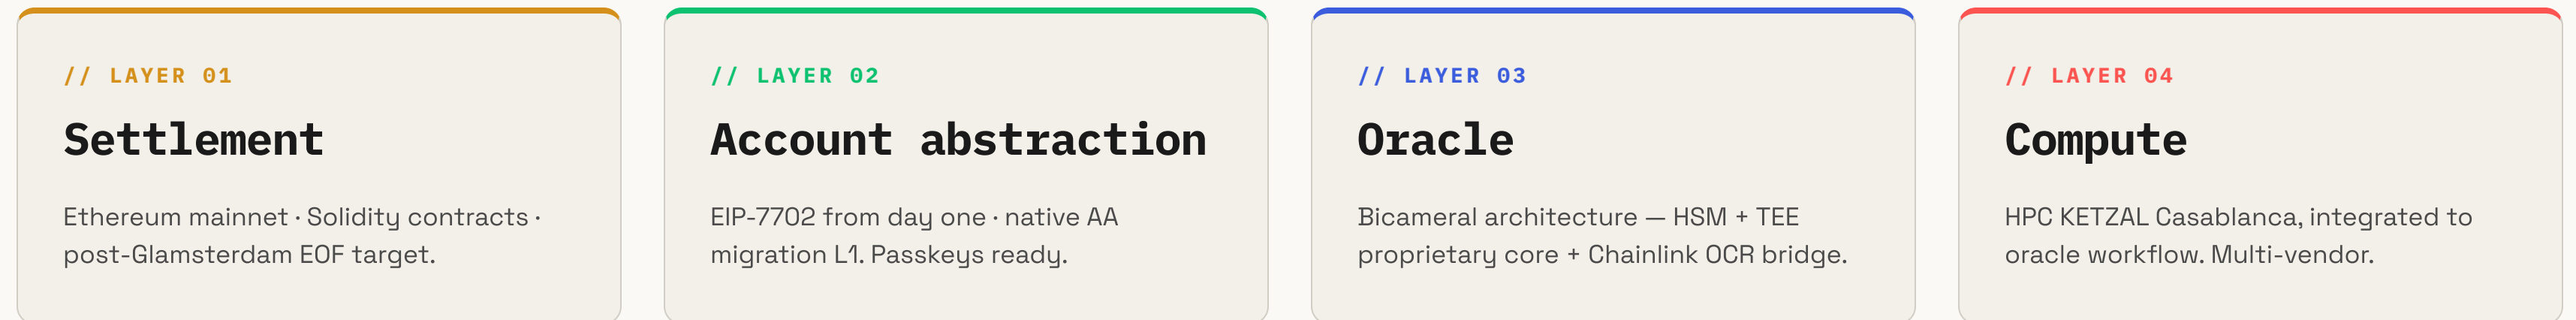 // LAYER 01
Settlement
Ethereum mainnet · Solidity contracts ·
post-Glamsterdam EOF target.
// LAYER 02
Account abstraction
EIP-7702 from day one · native AA
migration L1. Passkeys ready.
// LAYER 03
Oracle
Bicameral architecture — HSM + TEE
proprietary core + Chainlink OCR bridge.
// LAYER 04
Compute
HPC KETZAL Casablanca, integrated to
oracle workflow. Multi-vendor.